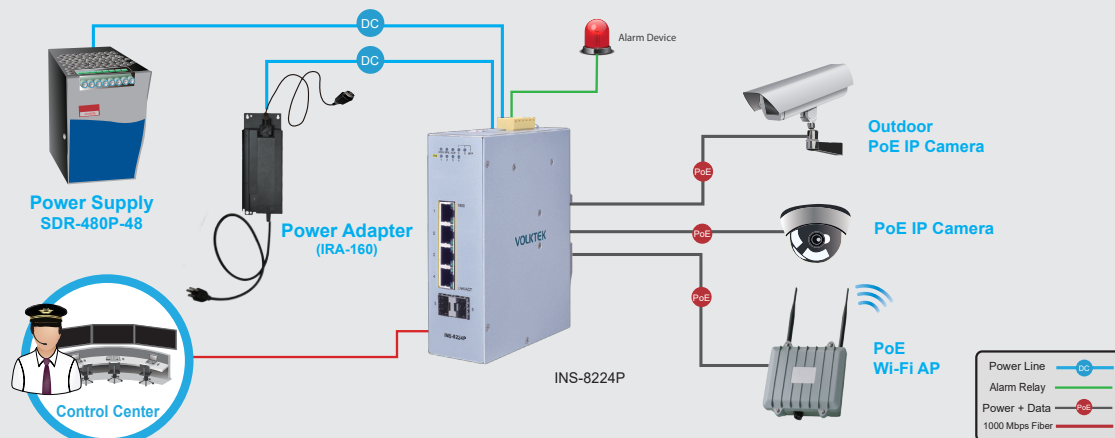 DC
DC
Alarm Device
Power Supply
SDR-480P-48
Power Adapter
(IRA-160)
Outdoor
PoE IP Camera
PoE
PoE IP Camera
PoE
VOLKTEK
PoE
INS-8224P
INS-8224P
PoE
Wi-Fi AP
Control Center
Power Line
DC
Alarm Relay
Power + Data
PoE
1000 Mbps Fiber